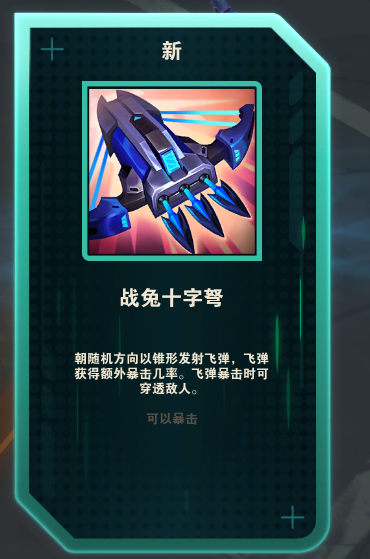 新
战兔十字弩
朝随机方向以锥形发射飞弹，飞弹
获得额外暴击几率。飞弹暴击时可
穿透敌人。
可以暴击